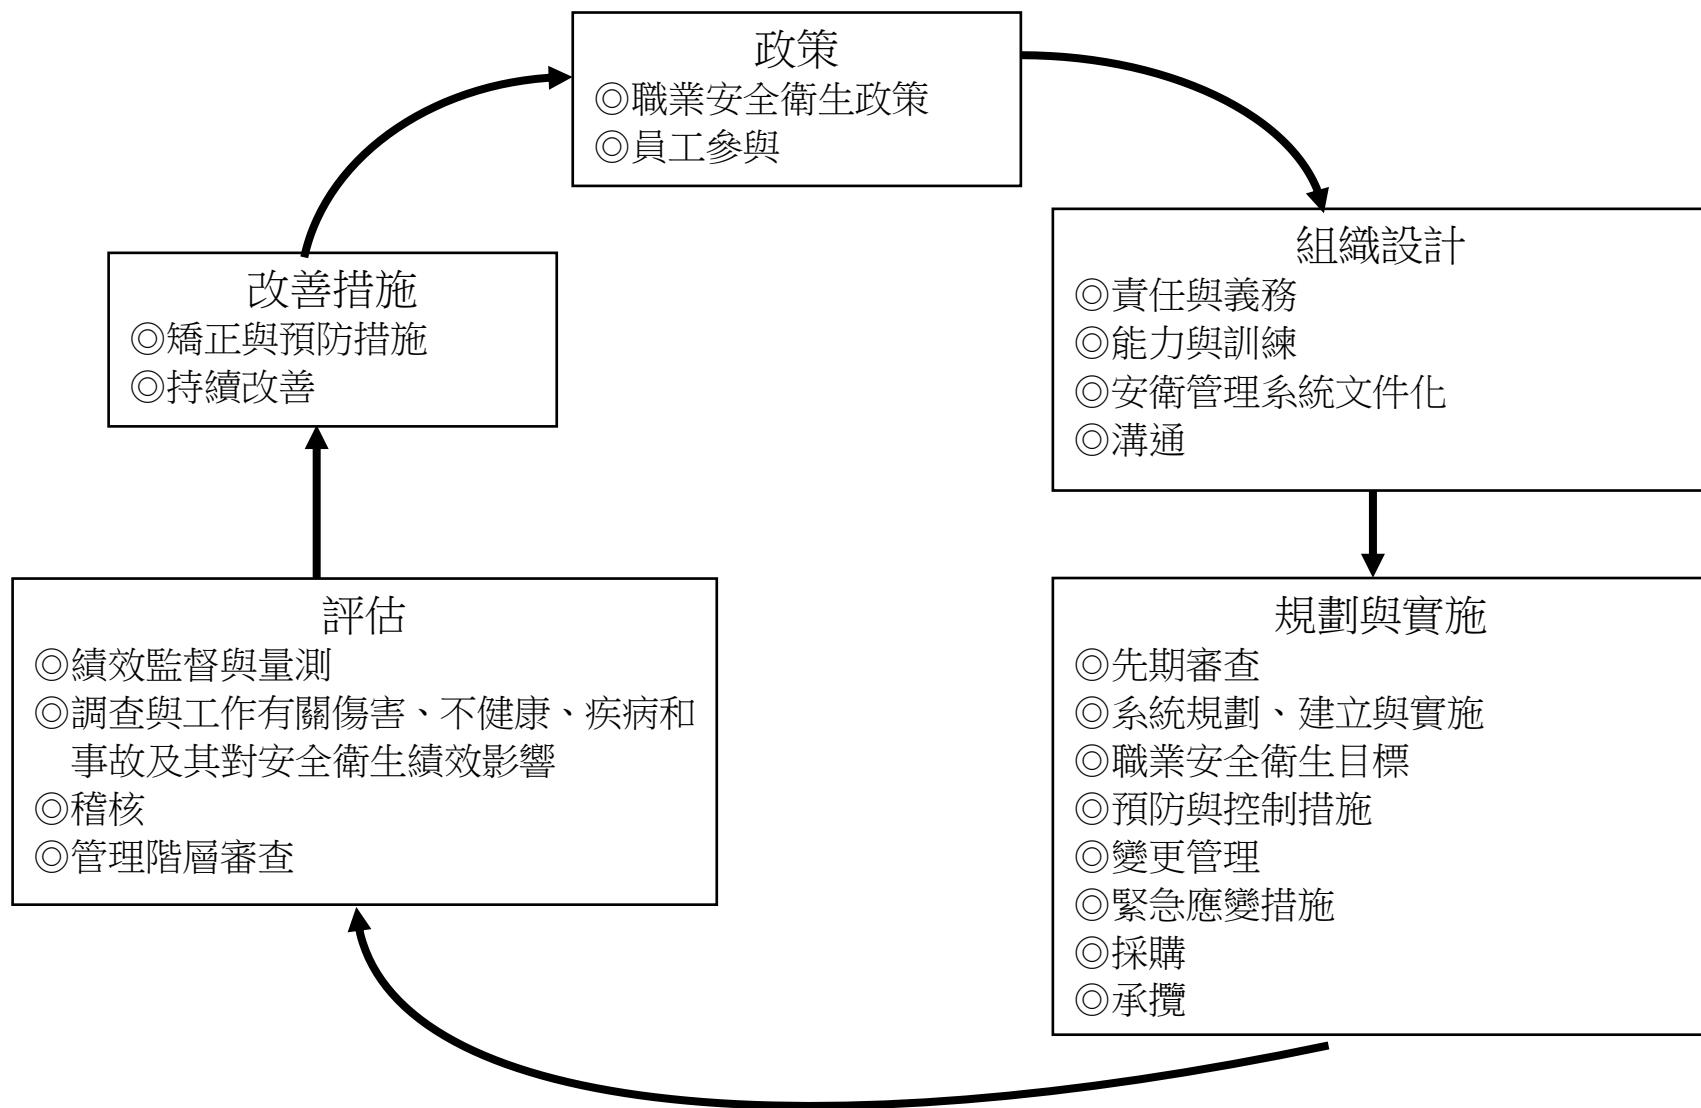 政策
◎職業安全衛生政策
◎員工參與
組織設計
◎責任與義務
◎能力與訓練
◎安衛管理系統文件化
◎溝通
規劃與實施
◎先期審查
◎系統規劃、建立與實施
◎職業安全衛生目標
◎預防與控制措施
◎變更管理
◎緊急應變措施
◎採購
◎承攬
評估
◎績效監督與量測
◎調查與工作有關傷害、不健康、疾病和
事故及其對安全衛生績效影響
◎稽核
◎管理階層審查
改善措施
◎矯正與預防措施
◎持續改善